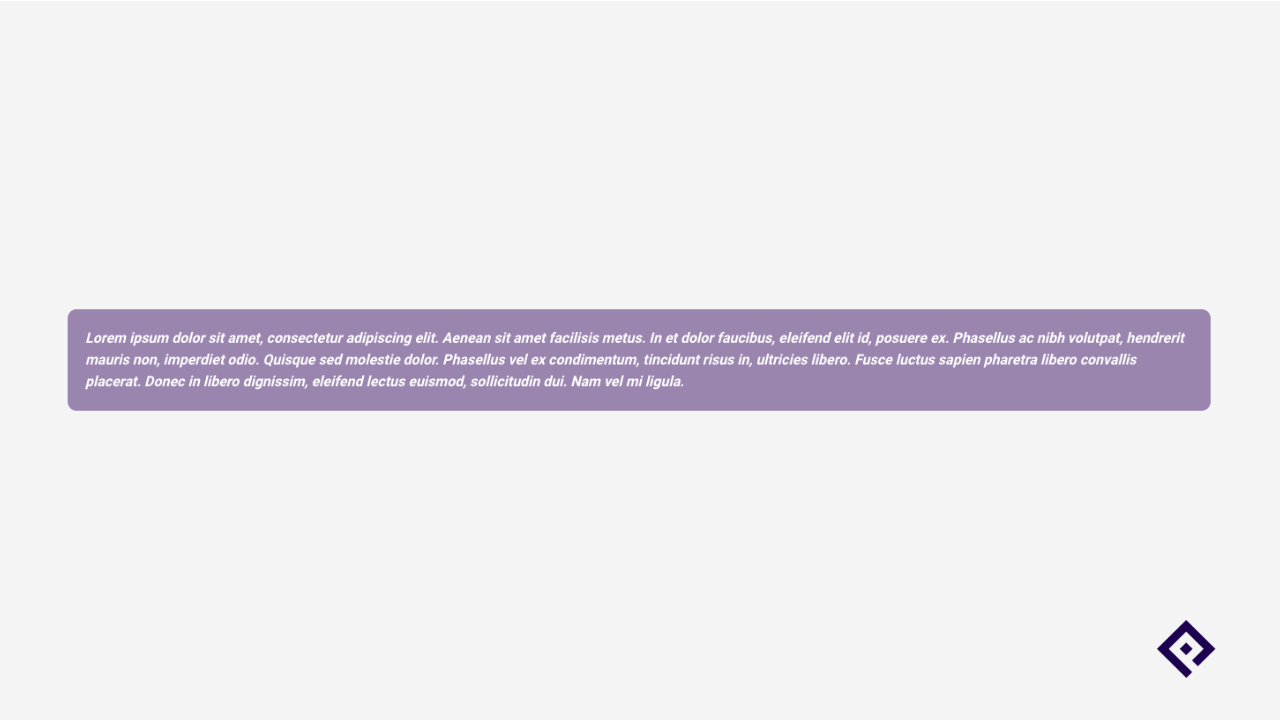 Lorem ipsum dolor sit amet, consectetur adipiscing elit. Aenean sit amet facilisis metus. In et dolor faucibus, eleifend elit id, posuere ex. Phasellus ac nibh volutpat, hendrerit
mauris non, imperdiet odio. Quisque sed molestie dolor. Phasellus vel ex condimentum, tincidunt risus in, ultricies libero. Fusce luctus sapien pharetra libero convallis
placerat. Donec in libero dignissim, eleifend lectus euismod, sollicitudin dui. Nam vel mi ligula.